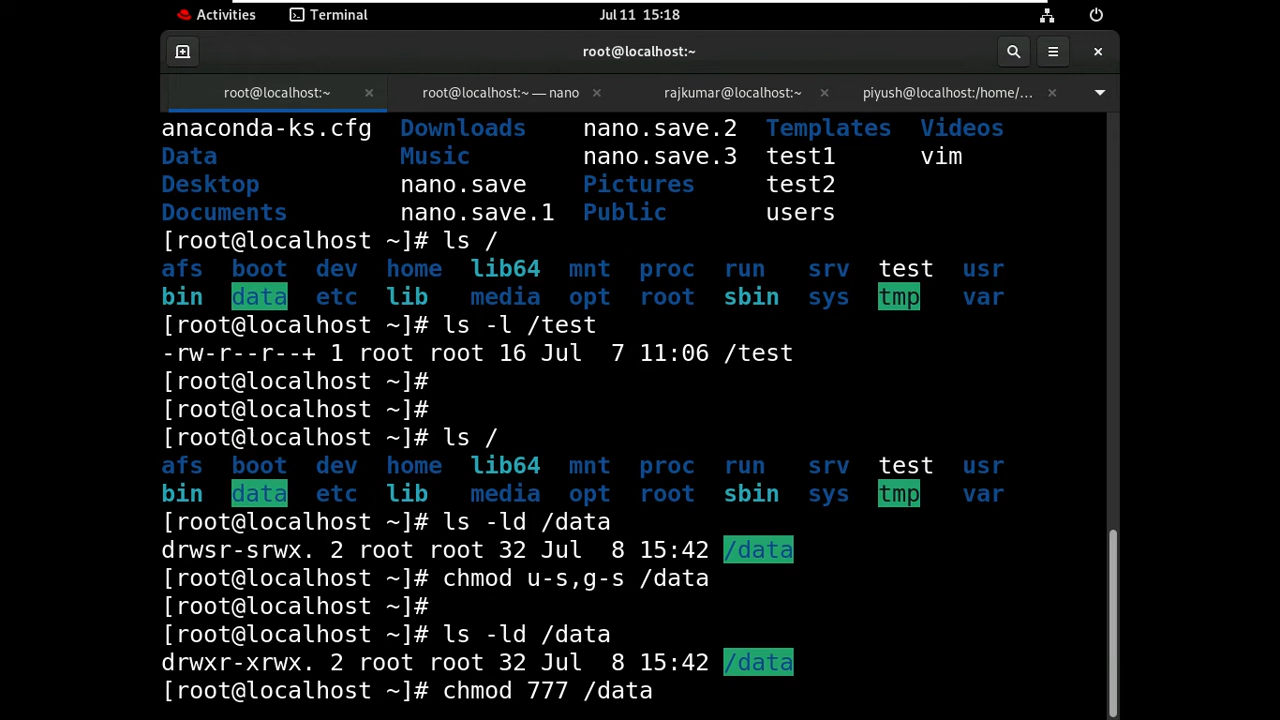 Activities Terminal Jul 11 15:18
root@localhost:~
root@localhost:~ × root@localhost:~ — nano × rajkumar@localhost:~ × piyush@localhost:/home/... ×
anaconda-ks.cfg Downloads nano.save.2 Templates Videos
Data Music nano.save.3 test1 vim
Desktop nano.save Pictures test2
Documents nano.save.1 Public users
[root@localhost ~]# ls /
afs boot dev home lib64 mnt proc run srv test usr
bin data etc lib media opt root sbin sys tmp var
[root@localhost ~]# ls -l /test
-rw-r--r--+ 1 root root 16 Jul 7 11:06 /test
[root@localhost ~]#
[root@localhost ~]#
[root@localhost ~]# ls /
afs boot dev home lib64 mnt proc run srv test usr
bin data etc lib media opt root sbin sys tmp var
[root@localhost ~]# ls -ld /data
drwsr-srwx. 2 root root 32 Jul 8 15:42 /data
[root@localhost ~]# chmod u-s,g-s /data
[root@localhost ~]#
[root@localhost ~]# ls -ld /data
drwxr-xrwx. 2 root root 32 Jul 8 15:42 /data
[root@localhost ~]# chmod 777 /data